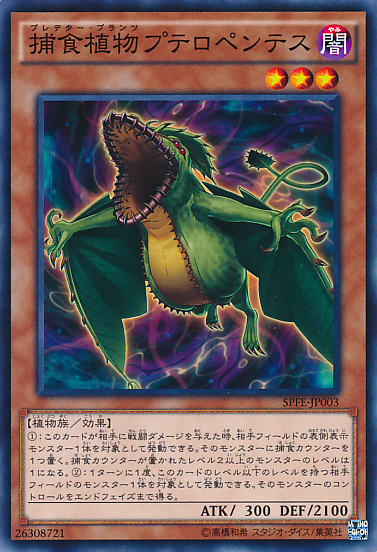 プレデター・プランツ
捕食植物プテロペンテス
やみ
闇
SPFE-JP003
【植物族／効果】
①：このカードが相手に戦闘ダメージを与えた時、相手フィールドの表側表示
モンスター１体を対象として発動できる。そのモンスターに捕食カウンターを
１つ置く。捕食カウンターが置かれたレベル２以上のモンスターのレベルは
１になる。②：１ターンに１度、このカードのレベル以下のレベルを持つ相手
フィールドのモンスター１体を対象として発動できる。そのモンスターのコン
トロールをエンドフェイズまで得る。
ATK/ 300 DEF/2100
26308721
©高橋和希 スタジオ・ダイス/集英社